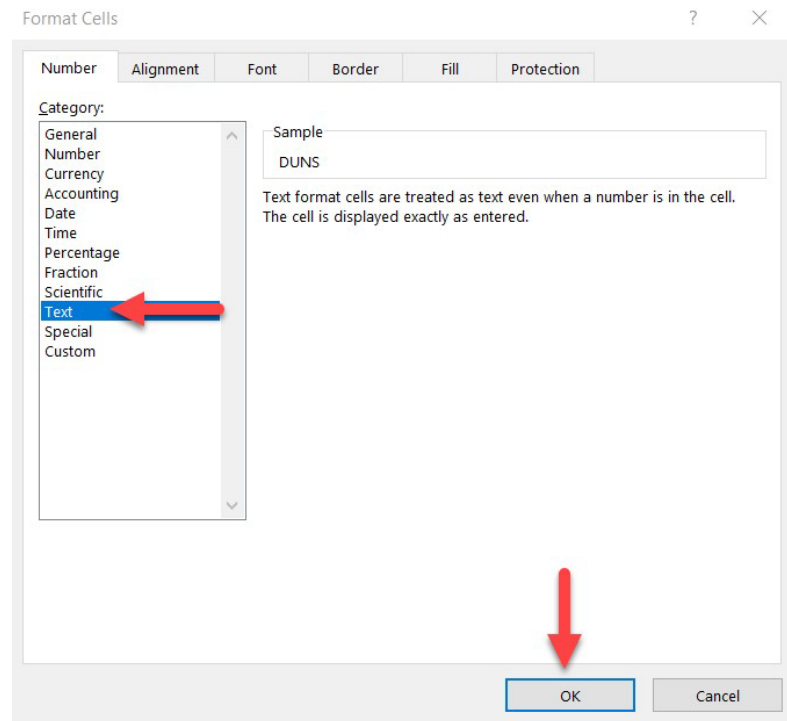 Format Cells ?
Number Alignment Font Border Fill Protection
Category:
General
Number
Currency
Accounting
Date
Time
Percentage
Fraction
Scientific
Text
Special
Custom
Sample
DUNS
Text format cells are treated as text even when a number is in the cell.
The cell is displayed exactly as entered.
OK Cancel